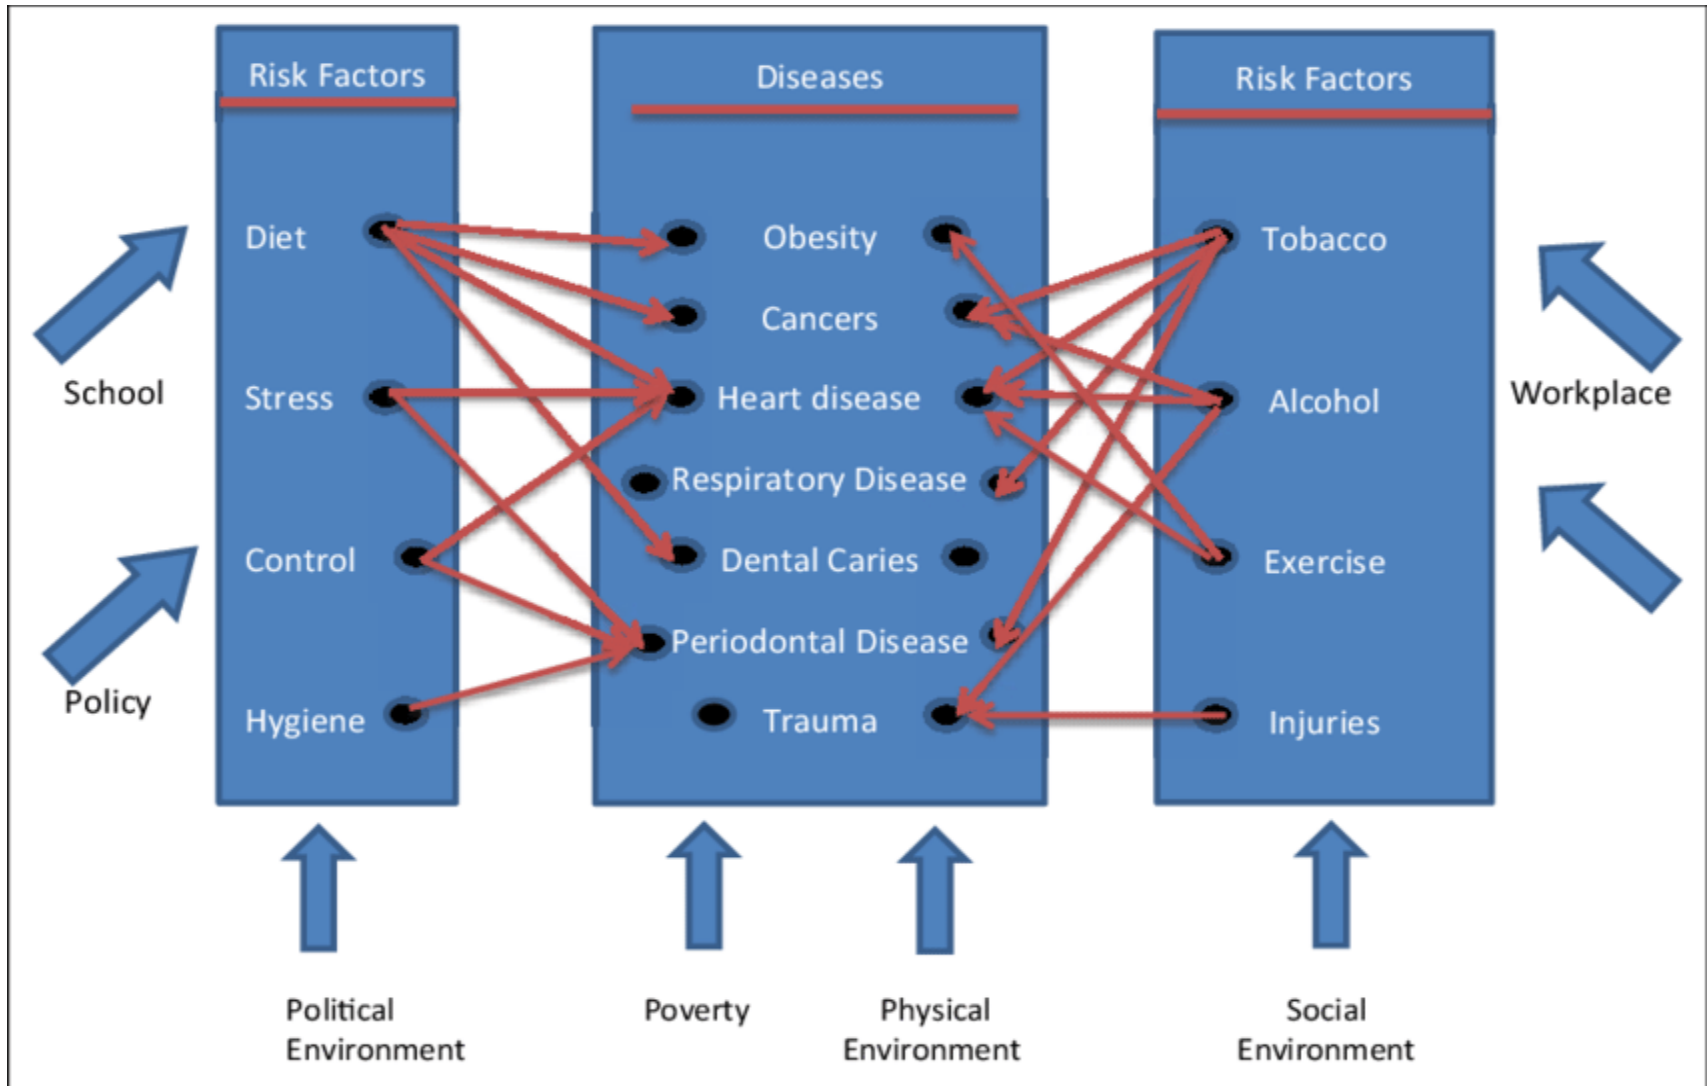 Risk Factors
Diseases
Risk Factors
Diet
Obesity
Tobacco
Cancers
School
Stress
Heart disease
Alcohol
Workplace
Respiratory Disease
Control
Dental Caries
Exercise
Periodontal Disease
Policy
Hygiene
Trauma
Injuries
Political
Environment
Poverty
Physical
Environment
Social
Environment